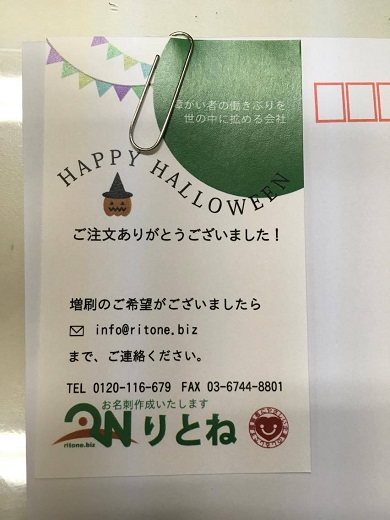 障がい者の働きぶりを
世の中に拡める会社
HAPPY HALLOWEEN
ご注文ありがとうございました！
増刷のご希望がございましたら
info@ritone.biz
まで、ご連絡ください。
TEL 0120-116-679 FAX 03-6744-8801
お名刺作成いたします
りとね
ritone.biz